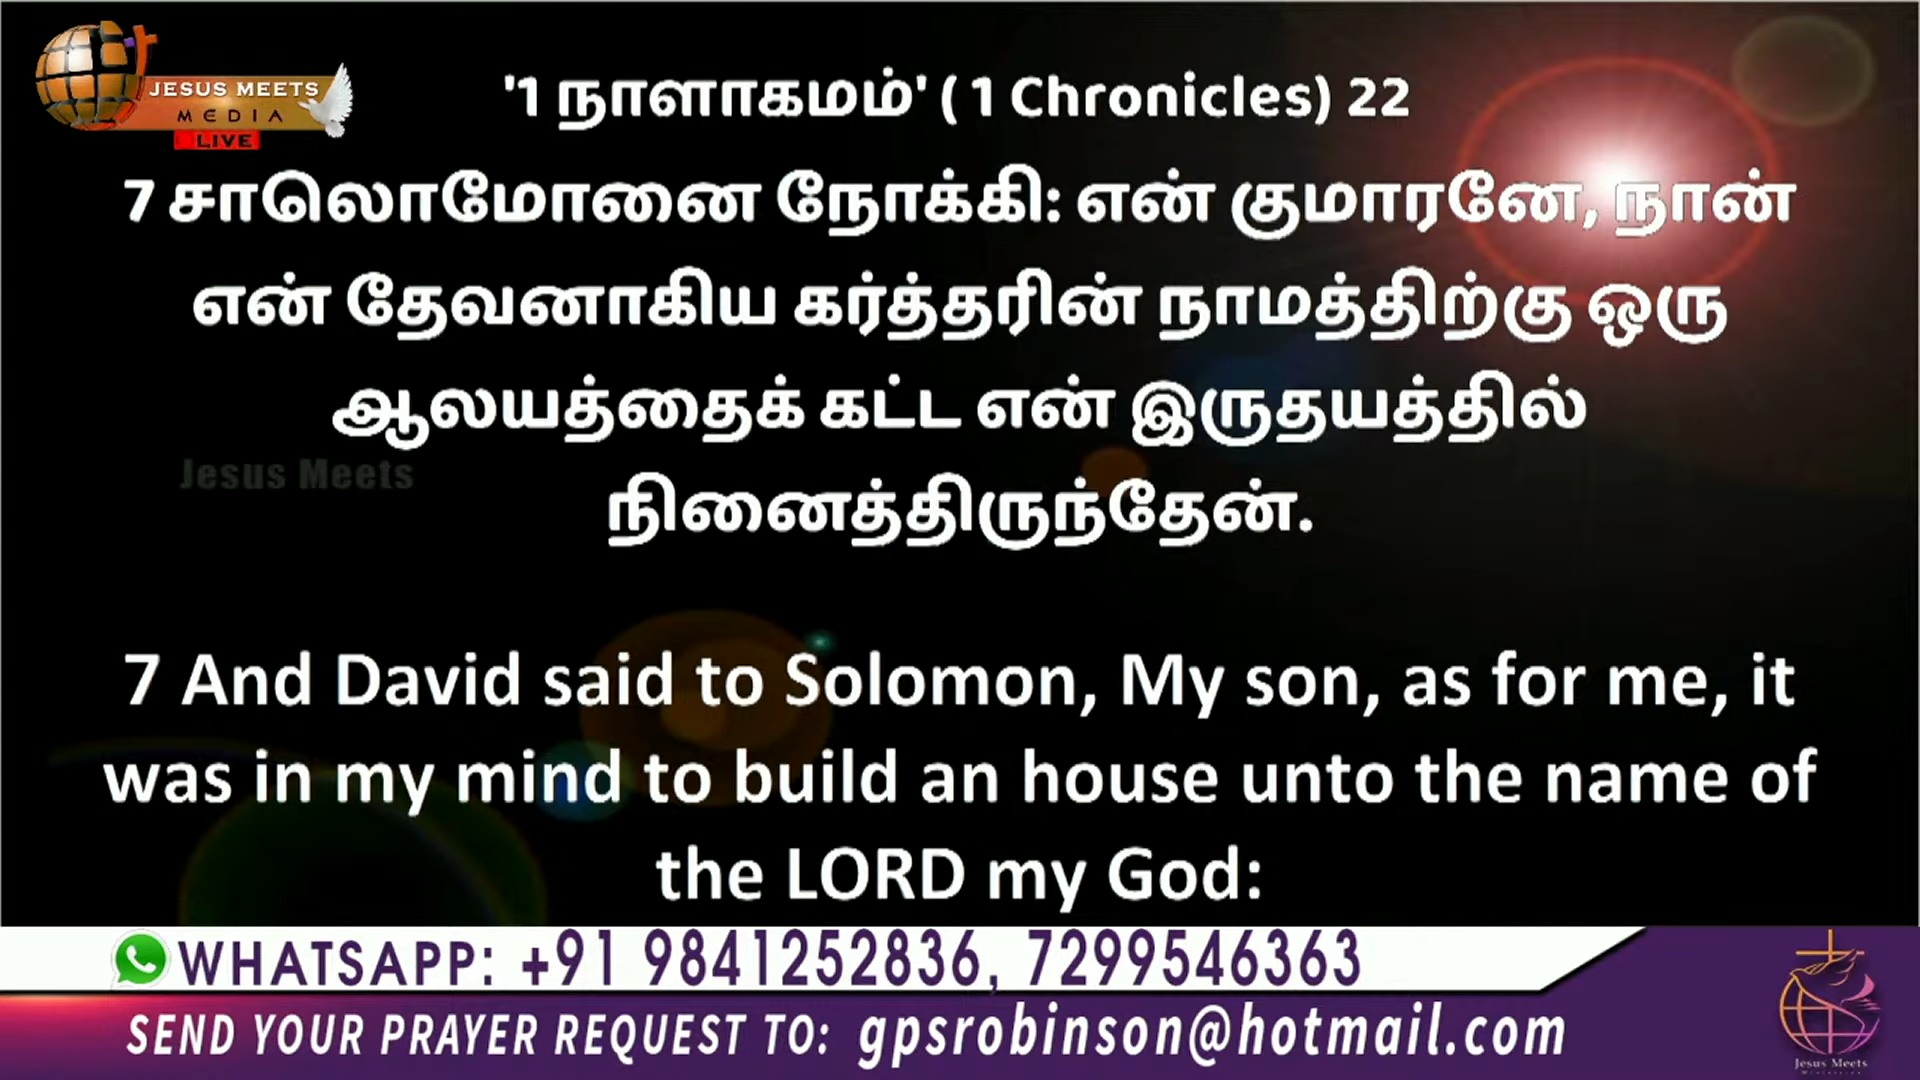 JESUS MEETS
MEDIA
LIVE
'1 நாளாகமம்' ( 1 Chronicles) 22
7 சாலொமோனை நோக்கி: என் குமாரனே, நான்
என் தேவனாகிய கர்த்தரின் நாமத்திற்கு ஒரு
ஆலயத்தைக் கட்ட என் இருதயத்தில்
Jesus Meets
நினைத்திருந்தேன்.
7 And David said to Solomon, My son, as for me, it
was in my mind to build an house unto the name of
the LORD my God:
WHATSAPP: +91 9841252836, 7299546363
SEND YOUR PRAYER REQUEST TO: gpsrobinson@hotmail.com
Jesus Meets